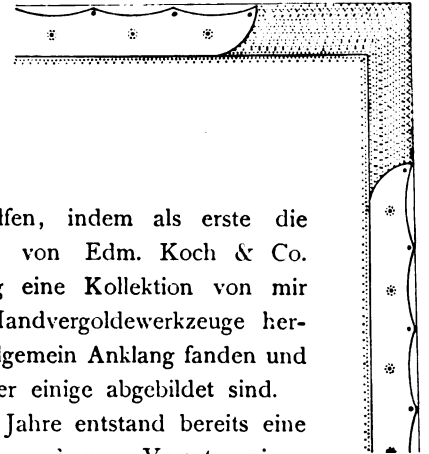 lfen, indem als erste die
von Edm. Koch & Co.
g eine Kollektion von mir
Handvergoldewerkzeuge her-
lgemein Anklang fanden und
er einige abgebildet sind.
Jahre entstand bereits eine